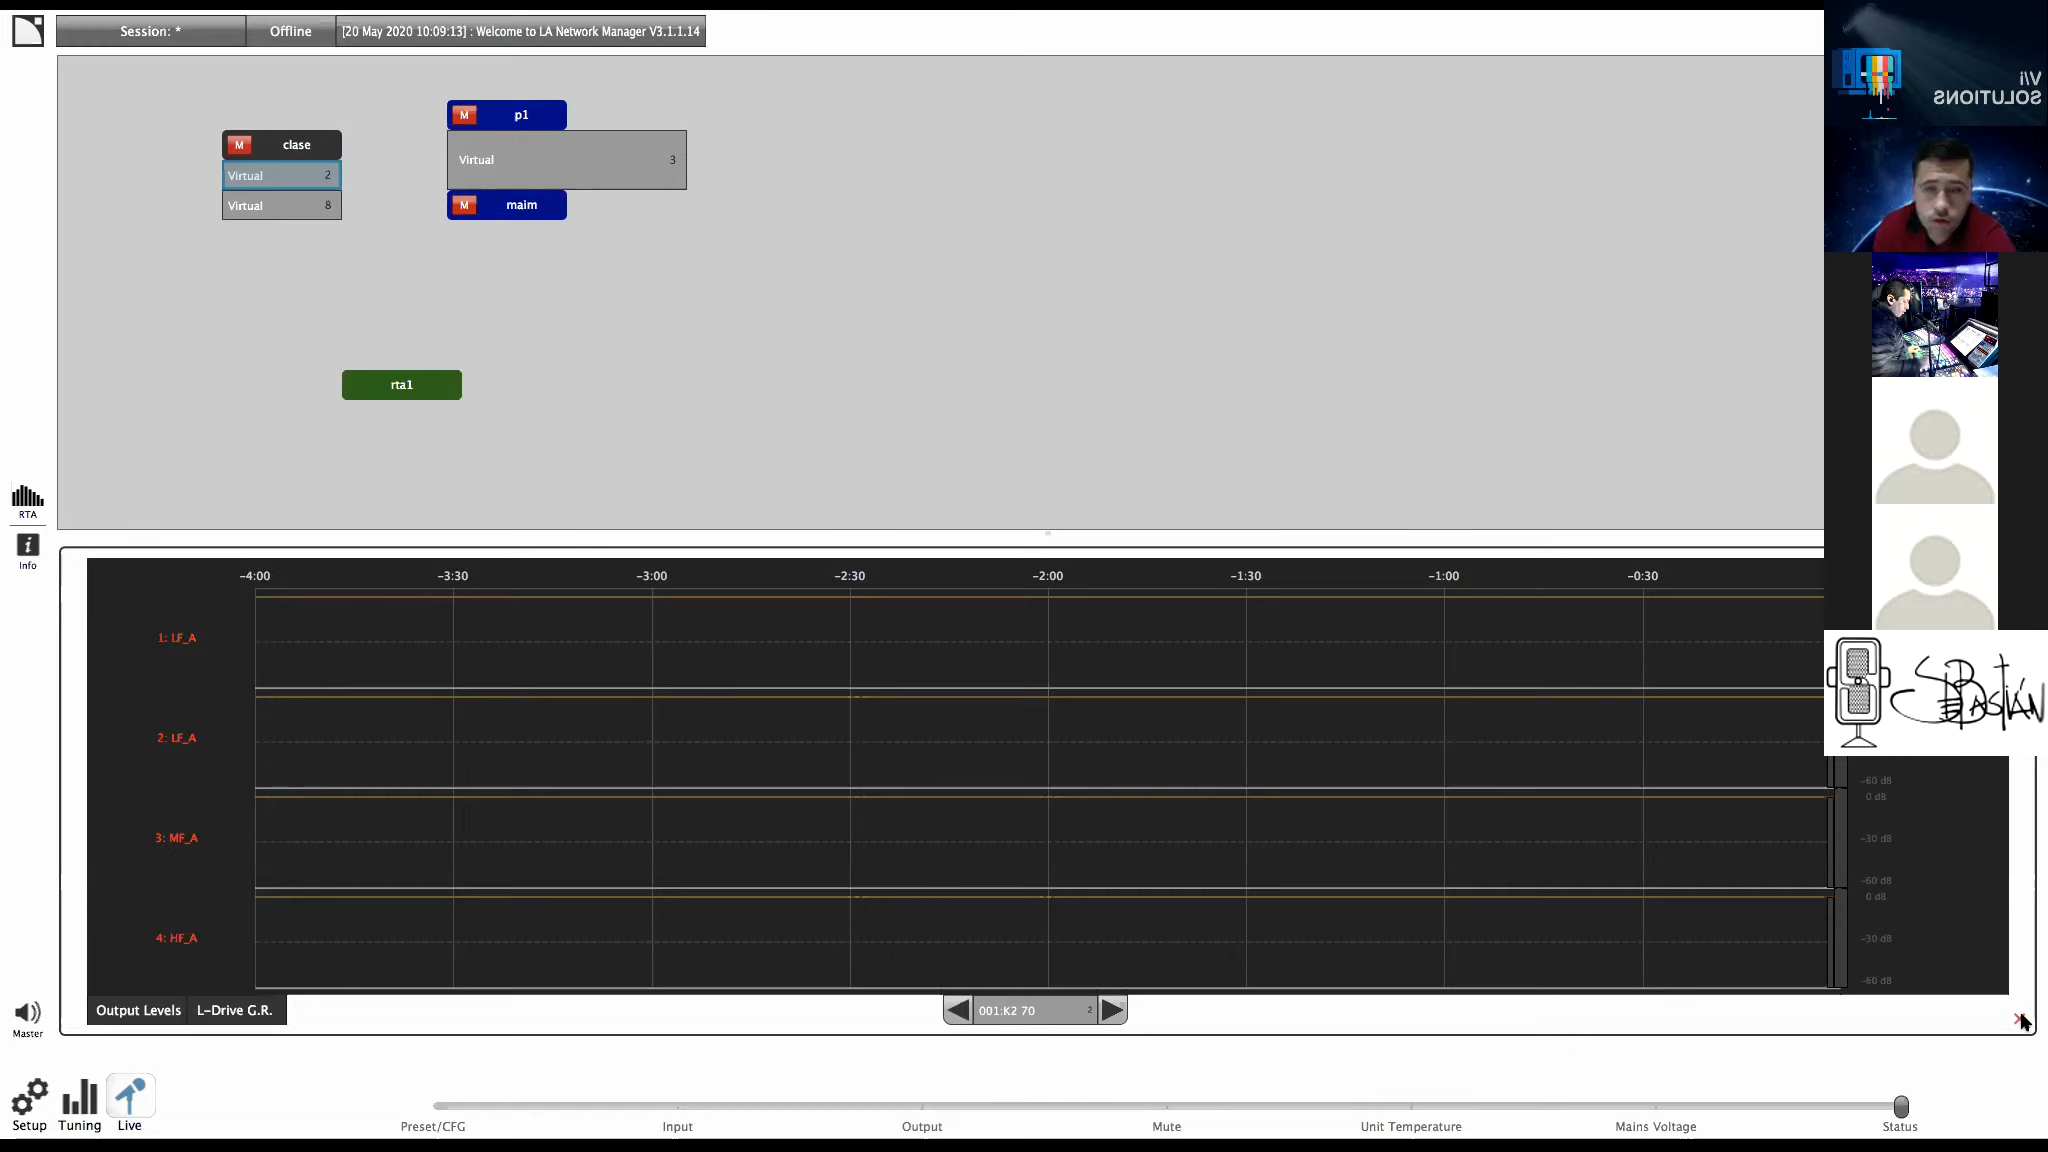 Session: *
Offline
[20 May 2020 10:09:13] : Welcome to LA Network Manager V3.1.1.14
V/i
SOLUTIONS
M p1
M clase
Virtual 3
Virtual 2
Virtual 8
M maim
rta1
RTA
i
Info
-4:00 -3:30 -3:00 -2:30 -2:00 -1:30 -1:00 -0:30
1: LF_A
SEBASTIÁN
2: LF_A
-60 dB
0 dB
3: MF_A
-30 dB
-60 dB
0 dB
4: HF_A
-30 dB
-60 dB
Output Levels
L-Drive G.R.
001:K2 70 2
Master
Setup
Tuning
Live
Preset/CFG
Input
Output
Mute
Unit Temperature
Mains Voltage
Status